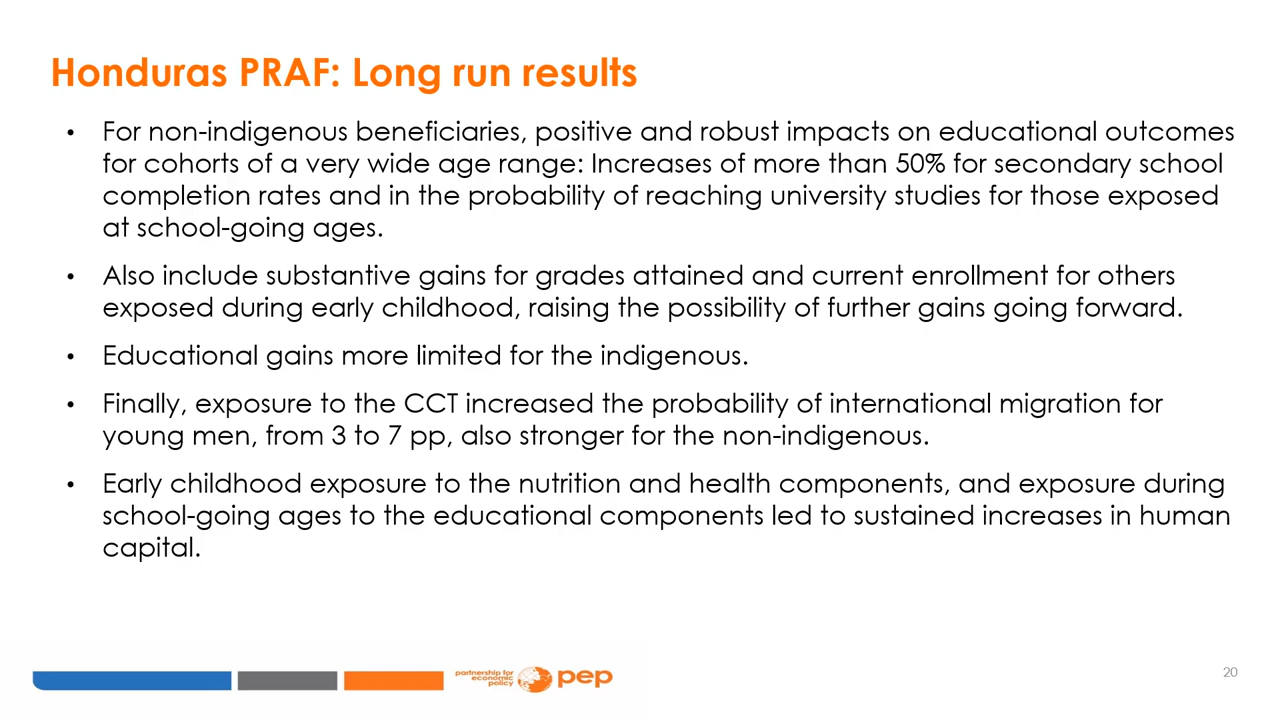 Honduras PRAF: Long run results
• For non-indigenous beneficiaries, positive and robust impacts on educational outcomes
for cohorts of a very wide age range: Increases of more than 50% for secondary school
completion rates and in the probability of reaching university studies for those exposed
at school-going ages.
• Also include substantive gains for grades attained and current enrollment for others
exposed during early childhood, raising the possibility of further gains going forward.
• Educational gains more limited for the indigenous.
• Finally, exposure to the CCT increased the probability of international migration for
young men, from 3 to 7 pp, also stronger for the non-indigenous.
• Early childhood exposure to the nutrition and health components, and exposure during
school-going ages to the educational components led to sustained increases in human
capital.
partnership for
economic
policy
pep
20